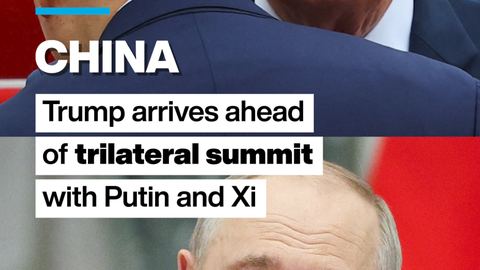 CHINA
Trump arrives ahead
of trilateral summit
with Putin and Xi